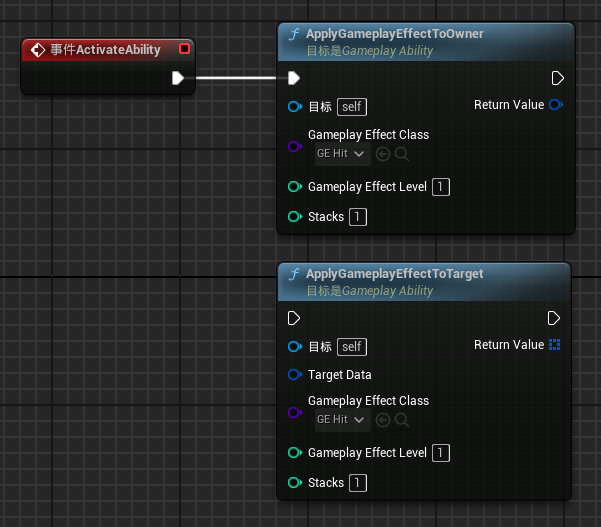 事件ActivateAbility
ƒ ApplyGameplayEffectToOwner
目标是Gameplay Ability
目标 self
Return Value
Gameplay Effect Class
GE Hit
Gameplay Effect Level 1
Stacks 1
ƒ ApplyGameplayEffectToTarget
目标是Gameplay Ability
目标 self
Return Value
Target Data
Gameplay Effect Class
GE Hit
Gameplay Effect Level 1
Stacks 1